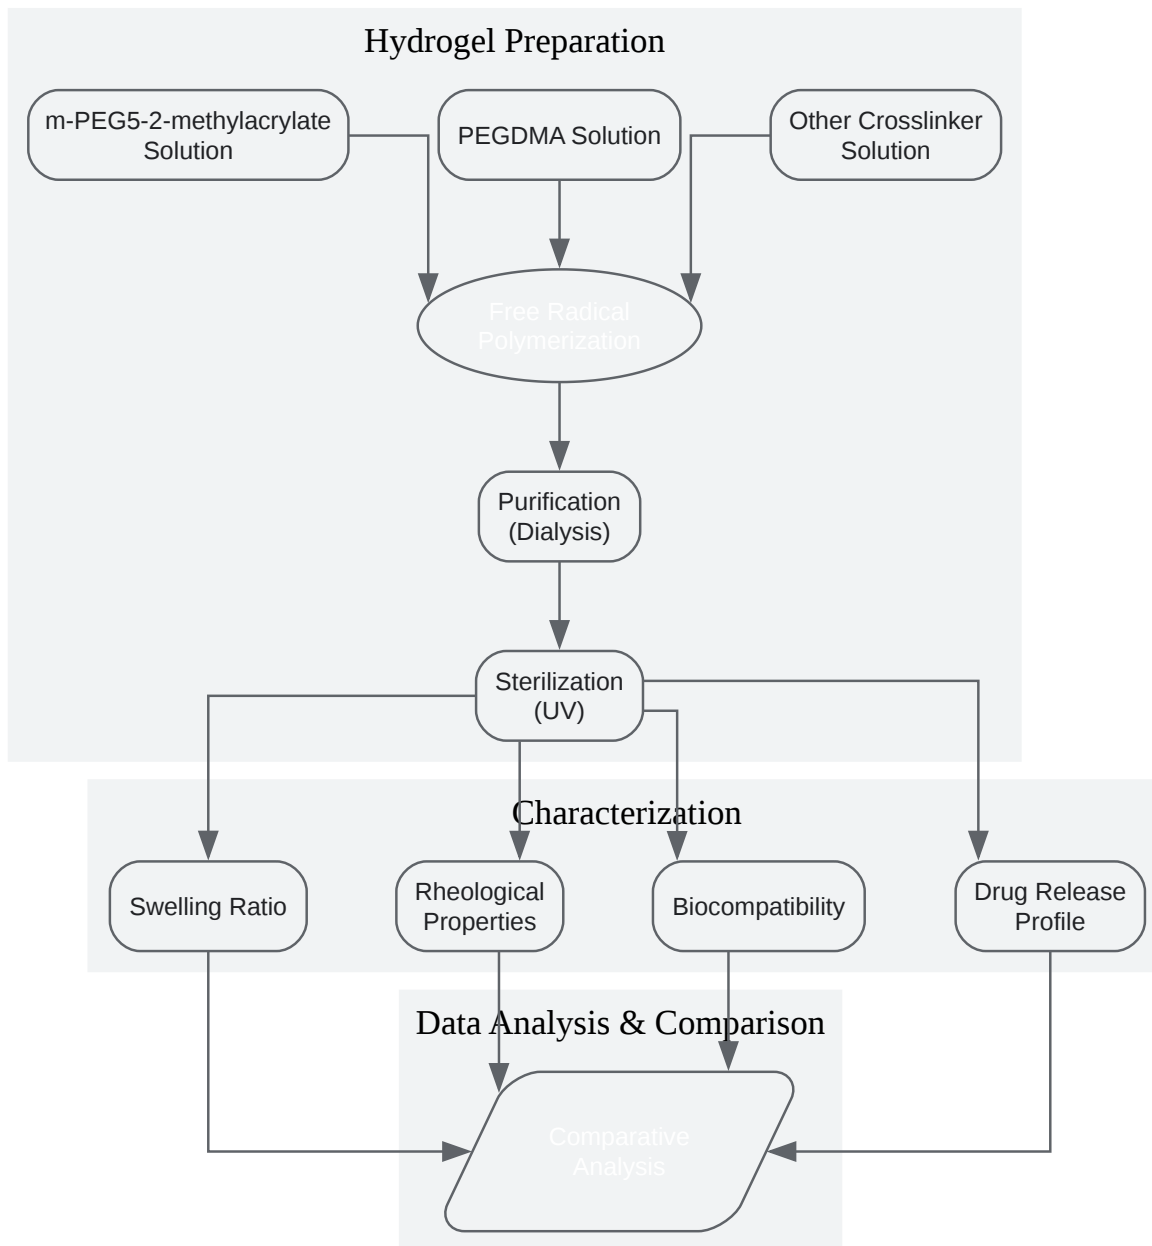 Hydrogel Preparation
m-PEG5-2-methylacrylate
Solution
PEGDMA Solution
Other Crosslinker
Solution
Free Radical
Polymerization
Purification
(Dialysis)
Sterilization
(UV)
Characterization
Swelling Ratio
Rheological
Properties
Biocompatibility
Drug Release
Profile
Data Analysis & Comparison
Comparative
Analysis